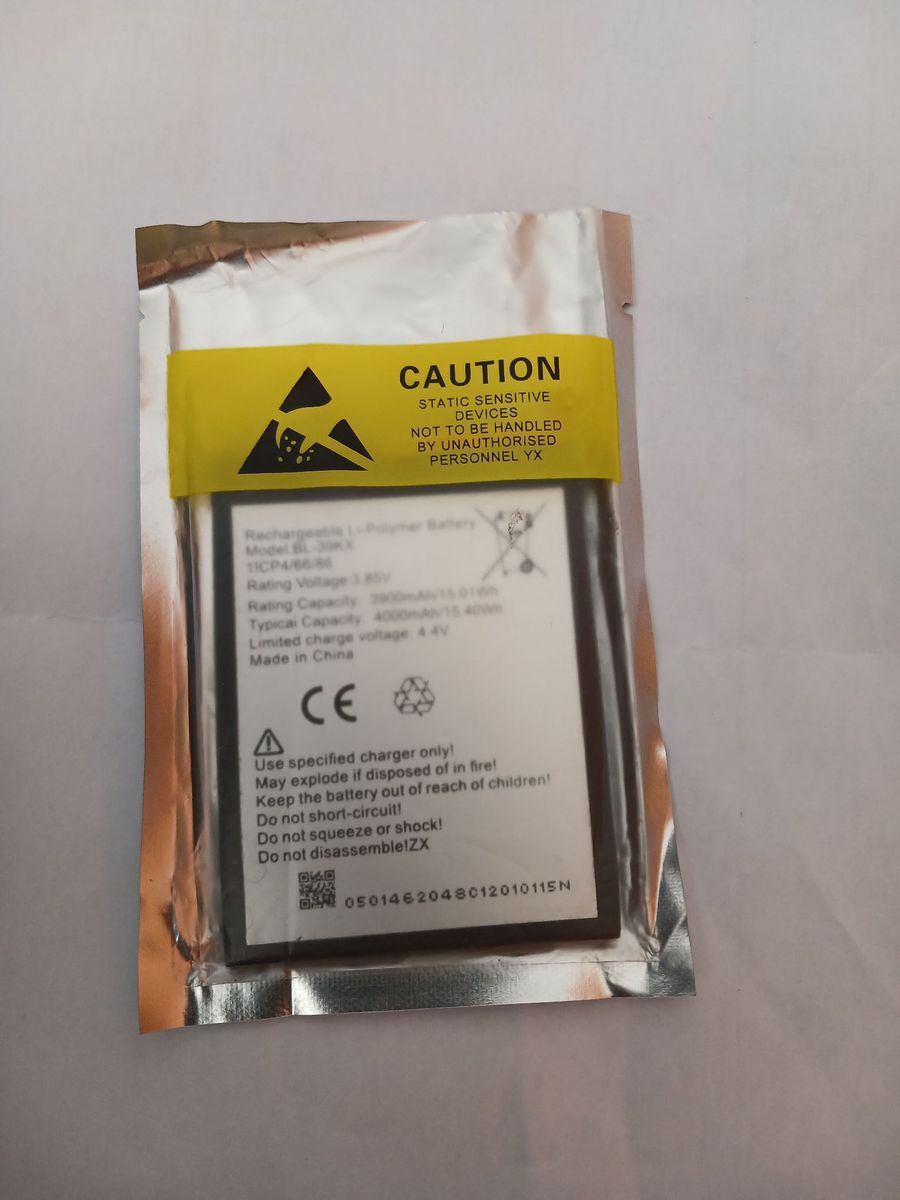 CAUTION
STATIC SENSITIVE
DEVICES
NOT TO BE HANDLED
BY UNAUTHORISED
PERSONNEL YX
Rechargeable Li-Polymer Battery
Model:BL-39KX
1ICP4/66/86
Rating Voltage:3.85V
Rating Capacity: 3900mAh/15.01Wh
Typical Capacity: 4000mAh/15.40Wh
Limited charge voltage: 4.4V
Made in China
CE
Use specified charger only!
May explode if disposed of in fire!
Keep the battery out of reach of children!
Do not short-circuit!
Do not squeeze or shock!
Do not disassemble!ZX
0501462048012010115N